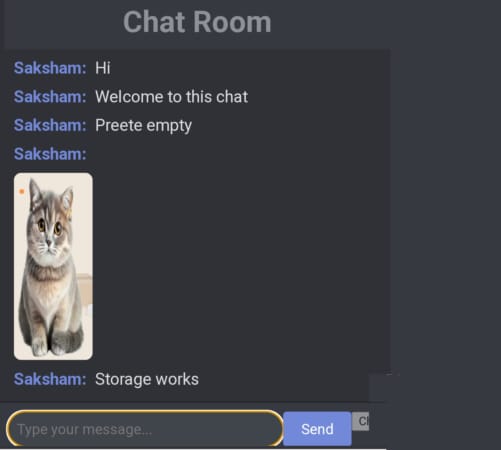 Chat Room
Saksham: Hi
Saksham: Welcome to this chat
Saksham: Preete empty
Saksham:
Saksham: Storage works
Type your message...
Send